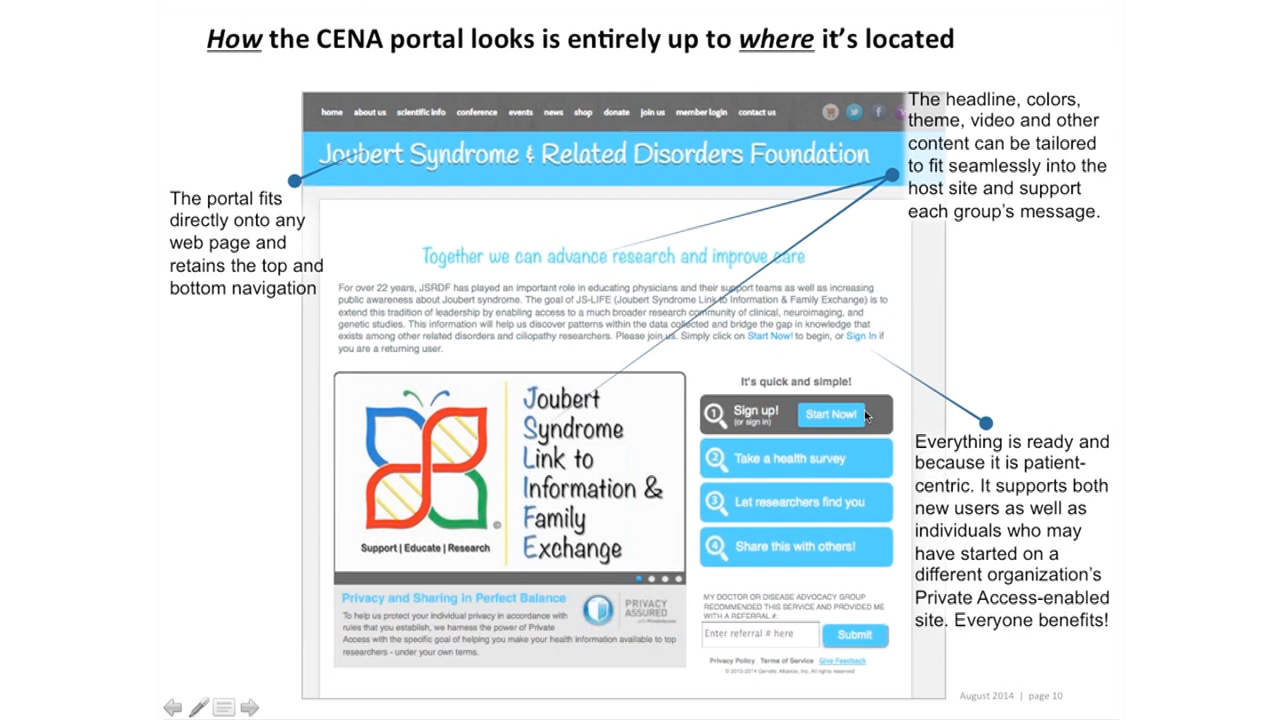 How the CENA portal looks is entirely up to where it's located
home about us scientific info conference events news shop donate join us member login contact us
Joubert Syndrome & Related Disorders Foundation
The portal fits
directly onto any
web page and
retains the top and
bottom navigation
The headline, colors,
theme, video and other
content can be tailored
to fit seamlessly into the
host site and support
each group's message.
Together we can advance research and improve care
For over 22 years, JSRDF has played an important role in educating physicians and their support teams as well as increasing
public awareness about Joubert syndrome. The goal of JS-LIFE (Joubert Syndrome Link to Information & Family Exchange) is to
extend this tradition of leadership by enabling access to a much broader research community of clinical, neuroimaging, and
genetic studies. This information will help us discover patterns within the data collected and bridge the gap in knowledge that
exists among other related disorders and ciliopathy researchers. Please join us. Simply click on Start Now! to begin, or Sign In if
you are a returning user.
Joubert
Syndrome
Link to
Information &
Family
Exchange
©
Support | Educate | Research
It's quick and simple!
1 Sign up! Start Now!
(or sign in)
2 Take a health survey
3 Let researchers find you
4 Share this with others!
Everything is ready and
because it is patient-
centric. It supports both
new users as well as
individuals who may
have started on a
different organization's
Private Access-enabled
site. Everyone benefits!
Privacy and Sharing in Perfect Balance
To help us protect your individual privacy in accordance with
rules that you establish, we harness the power of Private
Access with the specific goal of helping you make your health information available to top
researchers - under your own terms.
PRIVACY
ASSURED
with PrivateAccess
MY DOCTOR OR DISEASE ADVOCACY GROUP
RECOMMENDED THIS SERVICE AND PROVIDED ME
WITH A REFERRAL #:
Enter referral # here Submit
Privacy Policy Terms of Service Give Feedback
© 2013-2014 Genetic Alliance, Inc. All rights reserved
August 2014 | page 10